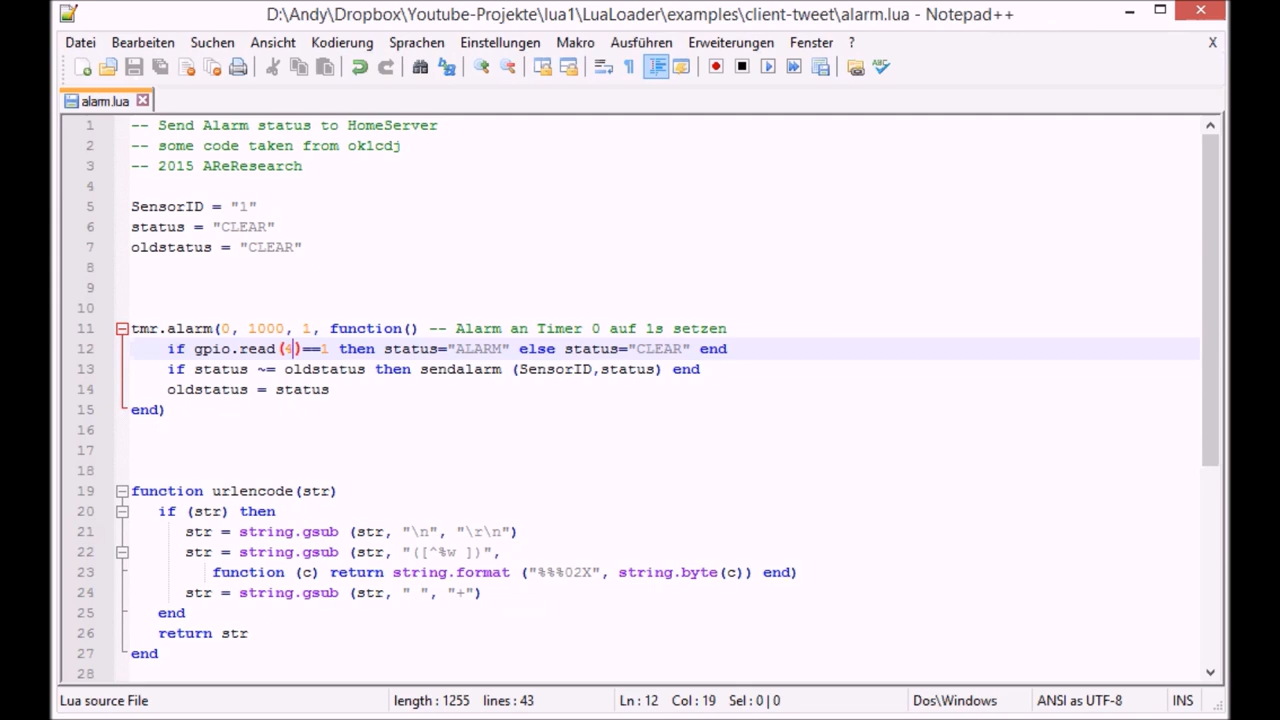 D:\Andy\Dropbox\Youtube-Projekte\lua1\LuaLoader\examples\client-tweet\alarm.lua - Notepad++
Datei Bearbeiten Suchen Ansicht Kodierung Sprachen Einstellungen Makro Ausführen Erweiterungen Fenster ? X
alarm.lua
1 -- Send Alarm status to HomeServer
2 -- some code taken from ok1cdj
3 -- 2015 AReResearch
4
5 SensorID = "1"
6 status = "CLEAR"
7 oldstatus = "CLEAR"
8
9
10
11 tmr.alarm(0, 1000, 1, function() -- Alarm an Timer 0 auf 1s setzen
12 if gpio.read(4)==1 then status="ALARM" else status="CLEAR" end
13 if status ~= oldstatus then sendalarm (SensorID,status) end
14 oldstatus = status
15 end)
16
17
18
19 function urlencode(str)
20 if (str) then
21 str = string.gsub (str, "\n", "\r\n")
22 str = string.gsub (str, "([^%w ])",
23 function (c) return string.format ("%%%02X", string.byte(c)) end)
24 str = string.gsub (str, " ", "+")
25 end
26 return str
27 end
28
Lua source File length : 1255 lines : 43 Ln : 12 Col : 19 Sel : 0 | 0 Dos\Windows ANSI as UTF-8 INS